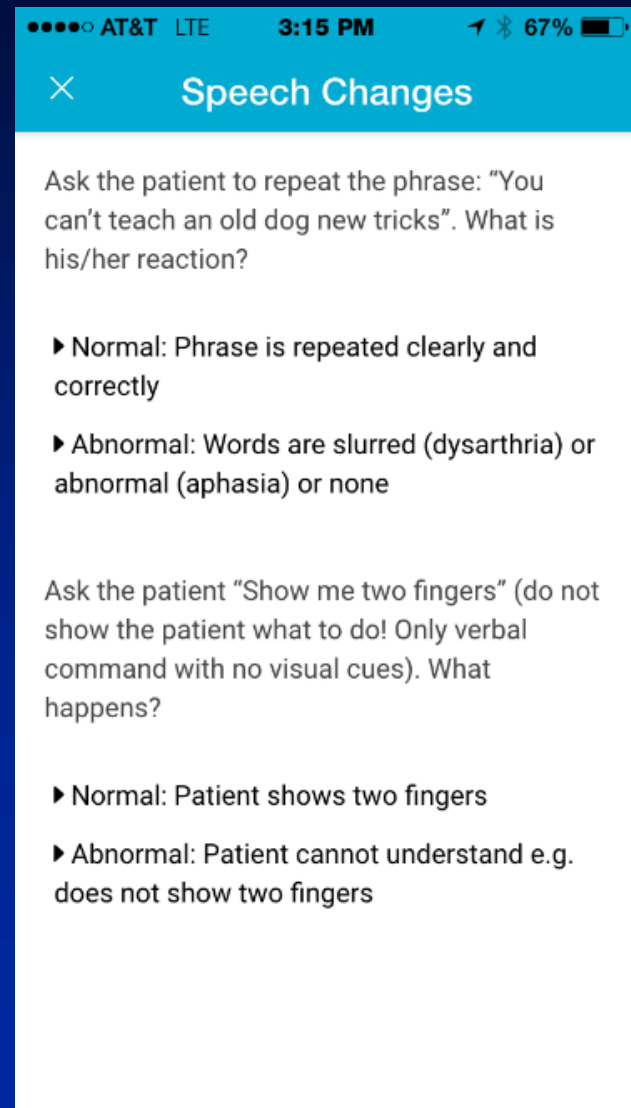 AT&T LTE 3:15 PM 67%
Speech Changes
Ask the patient to repeat the phrase: “You
can’t teach an old dog new tricks”. What is
his/her reaction?
Normal: Phrase is repeated clearly and
correctly
Abnormal: Words are slurred (dysarthria) or
abnormal (aphasia) or none
Ask the patient “Show me two fingers” (do not
show the patient what to do! Only verbal
command with no visual cues). What
happens?
Normal: Patient shows two fingers
Abnormal: Patient cannot understand e.g.
does not show two fingers